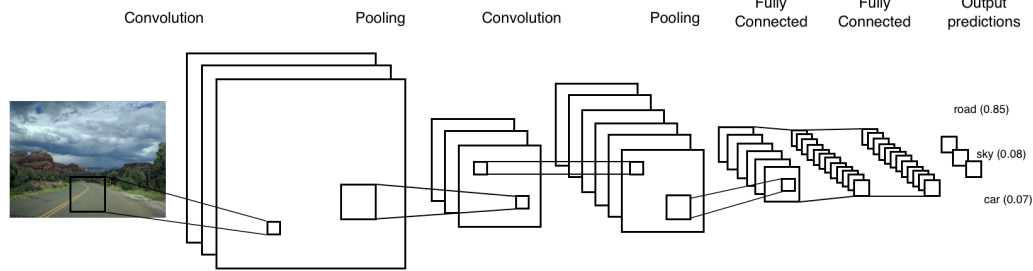 Convolution
Pooling
Convolution
Pooling
Fully
Connected
Fully
Connected
Output
predictions
road (0.85)
sky (0.08)
car (0.07)